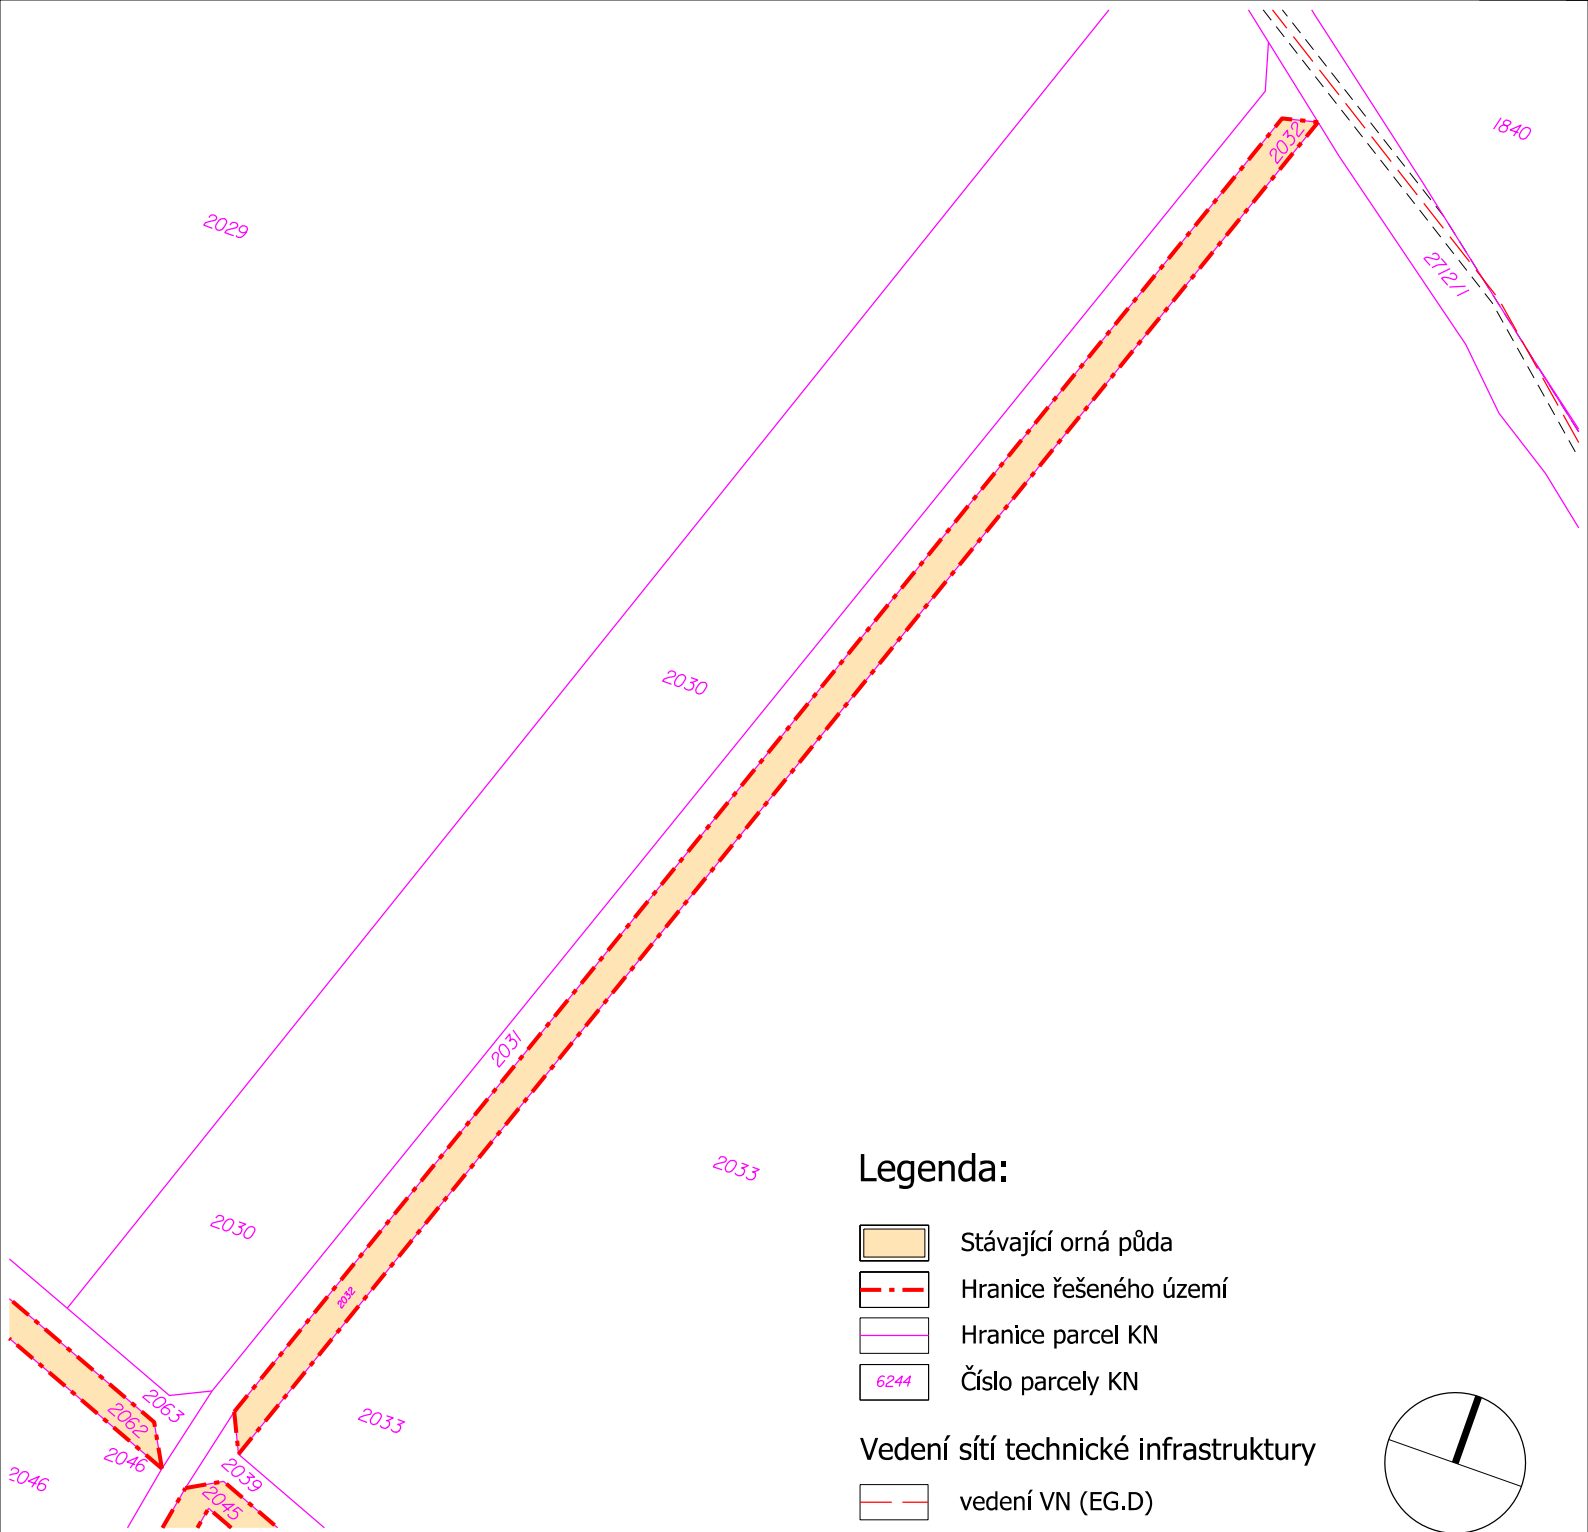 1840
2032
2029
2712/1
2030
2031
2033
2030
2032
2033
2063
2062
2046
2046
2039
2045
Legenda:
Stávající orná půda
Hranice řešeného území
Hranice parcel KN
6244 Číslo parcely KN
Vedení sítí technické infrastruktury
vedení VN (EG.D)